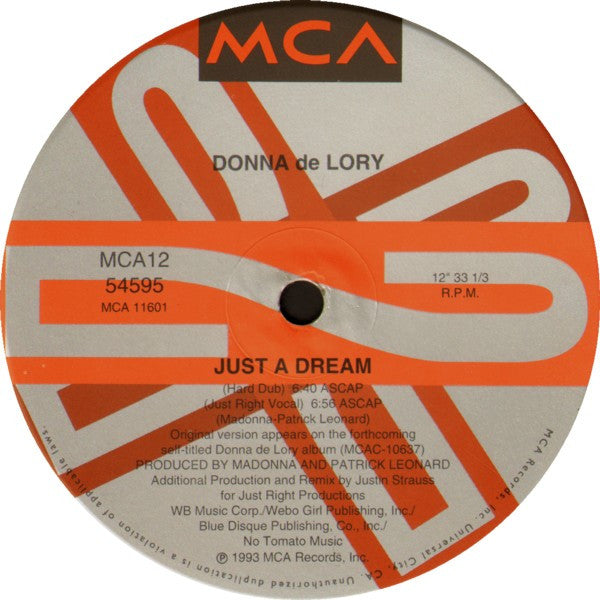 MCA
DONNA de LORY
MCA12
54595
MCA 11601
12" 33 1/3
R.P.M.
JUST A DREAM
(Hard Dub) 6:40 ASCAP
(Just Right Vocal) 6:56 ASCAP
(Madonna-Patrick Leonard)
Original version appears on the forthcoming
self-titled Donna de Lory album (MCAC-10637)
PRODUCED BY MADONNA AND PATRICK LEONARD
Additional Production and Remix by Justin Strauss
for Just Right Productions
WB Music Corp./Webo Girl Publishing, Inc./
Blue Disque Publishing, Co., Inc./
No Tomato Music
℗ 1993 MCA Records, Inc.
Unauthorized duplication is a violation of applicable laws.
MCA Records, Inc. Universal City, CA.